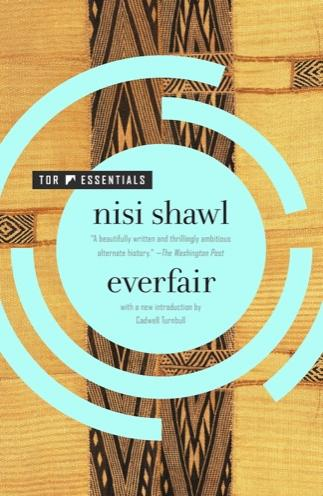 TOR ESSENTIALS
nisi shawl
"A beautifully written and thrillingly ambitious
alternate history." —The Washington Post
everfair
with a new introduction by
Cadwell Turnbull